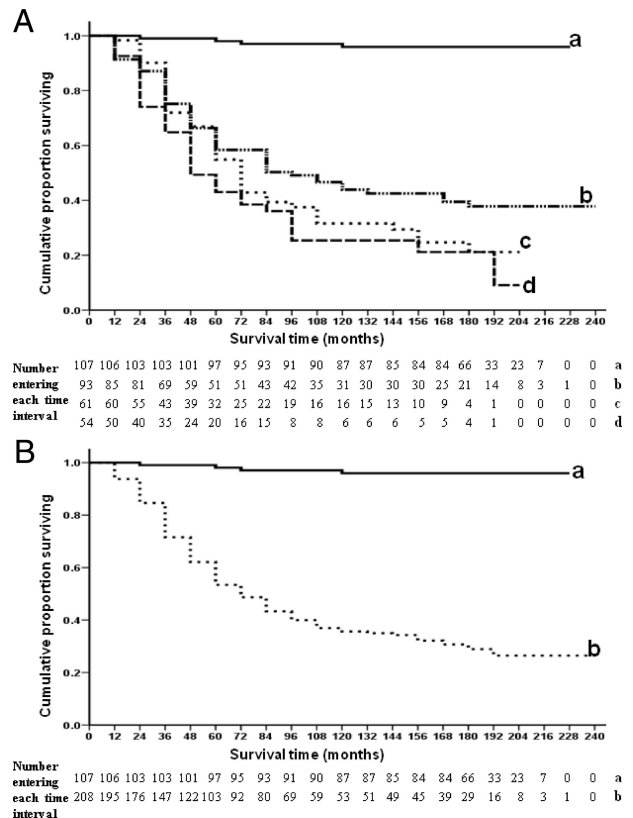 A
Cumulative proportion surviving
1.0
0.8
0.6
0.4
0.2
0.0
a
b
c
d
0 12 24 36 48 60 72 84 96 108 120 132 144 156 168 180 192 204 216 228 240
Survival time (months)
Number entering each time interval
107 106 103 103 101 97 95 93 91 90 87 87 85 84 84 66 33 23 7 0 0 a
93 85 81 69 59 51 51 43 42 35 31 30 30 30 25 21 14 8 3 1 0 b
61 60 55 43 39 32 25 22 19 16 16 15 13 10 9 4 1 0 0 0 0 c
54 50 40 35 24 20 16 15 8 8 6 6 6 5 5 4 1 0 0 0 0 d
B
Cumulative proportion surviving
1.0
0.8
0.6
0.4
0.2
0.0
a
b
0 12 24 36 48 60 72 84 96 108 120 132 144 156 168 180 192 204 216 228 240
Survival time (months)
Number entering each time interval
107 106 103 103 101 97 95 93 91 90 87 87 85 84 84 66 33 23 7 0 0 a
208 195 176 147 122 103 92 80 69 59 53 51 49 45 39 29 16 8 3 1 0 b